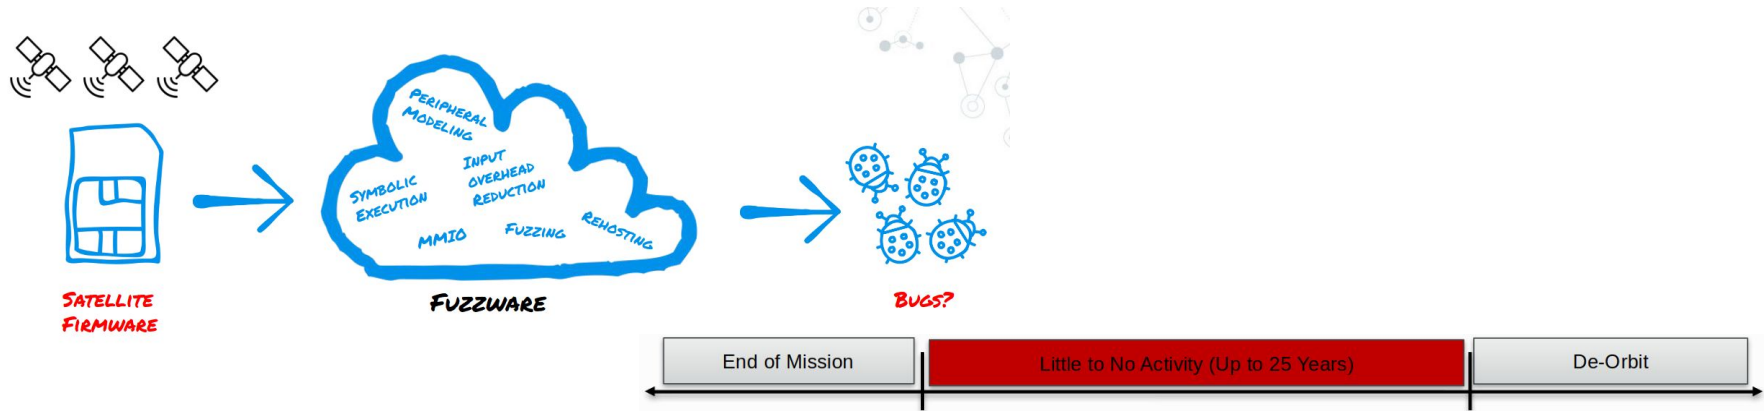 Peripheral
Modeling
Input
overhead
Reduction
Symbolic
Execution
MMIO
Fuzzing
Rehosting
Satellite
Firmware
Fuzzware
Bugs?
End of Mission
Little to No Activity (Up to 25 Years)
De-Orbit